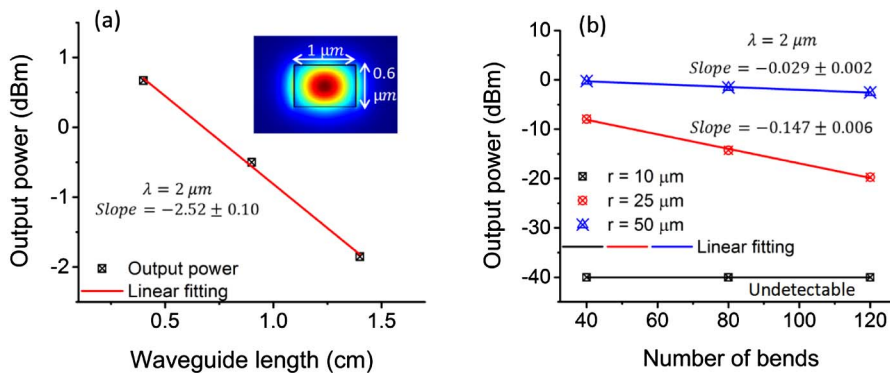 (a)
1
0
-1
-2
Output power (dBm)
1 μm
0.6
μm
λ = 2 μm
Slope = −2.52 ± 0.10
Output power
Linear fitting
0.5
1.0
1.5
Waveguide length (cm)
(b)
10
0
-10
-20
-30
-40
Output power (dBm)
λ = 2 μm
Slope = −0.029 ± 0.002
Slope = −0.147 ± 0.006
r = 10 μm
r = 25 μm
r = 50 μm
Linear fitting
Undetectable
40
60
80
100
120
Number of bends